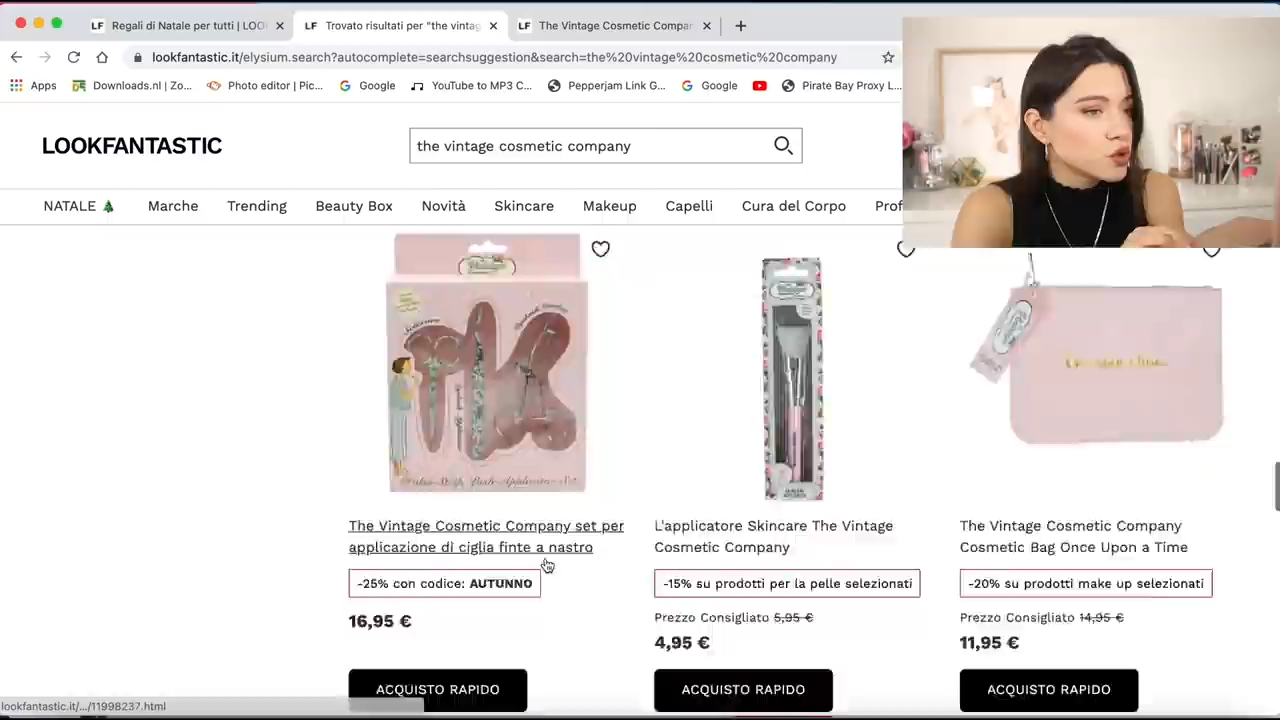 Regali di Natale per tutti | LOO
Trovato risultati per "the vintag
The Vintage Cosmetic Compan
lookfantastic.it/elysium.search?autocomplete=searchsuggestion&search=the%20vintage%20cosmetic%20company
Apps
Downloads.nl | Zo...
Photo editor | Pic...
Google
YouTube to MP3 C...
Pepperjam Link G...
Google
Pirate Bay Proxy L...
LOOKFANTASTIC
the vintage cosmetic company
NATALE
Marche
Trending
Beauty Box
Novità
Skincare
Makeup
Capelli
Cura del Corpo
Prof
The Vintage Cosmetic Company set per
applicazione di ciglia finte a nastro
-25% con codice: AUTUNNO
16,95 €
ACQUISTO RAPIDO
L'applicatore Skincare The Vintage
Cosmetic Company
-15% su prodotti per la pelle selezionati
Prezzo Consigliato 5,95 €
4,95 €
ACQUISTO RAPIDO
The Vintage Cosmetic Company
Cosmetic Bag Once Upon a Time
-20% su prodotti make up selezionati
Prezzo Consigliato 14,95 €
11,95 €
ACQUISTO RAPIDO
lookfantastic.it/.../11998237.html